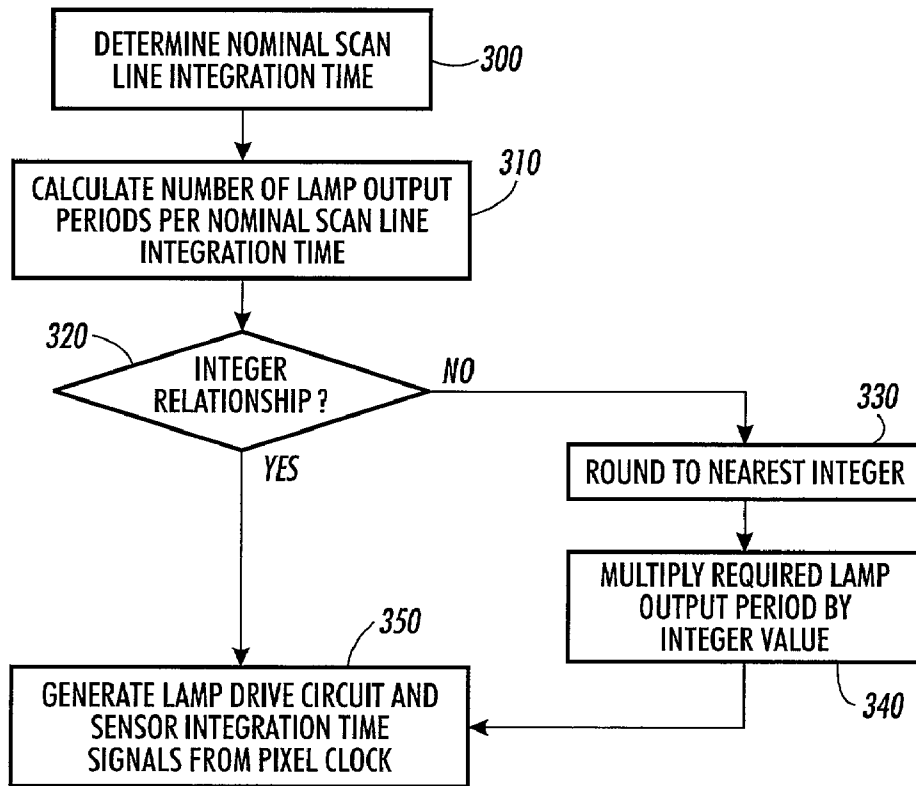 DETERMINE NOMINAL SCAN
LINE INTEGRATION TIME
300
CALCULATE NUMBER OF LAMP OUTPUT
PERIODS PER NOMINAL SCAN LINE
INTEGRATION TIME
310
320
INTEGER
RELATIONSHIP ?
NO
YES
330
ROUND TO NEAREST INTEGER
MULTIPLY REQUIRED LAMP
OUTPUT PERIOD BY
INTEGER VALUE
340
350
GENERATE LAMP DRIVE CIRCUIT AND
SENSOR INTEGRATION TIME
SIGNALS FROM PIXEL CLOCK